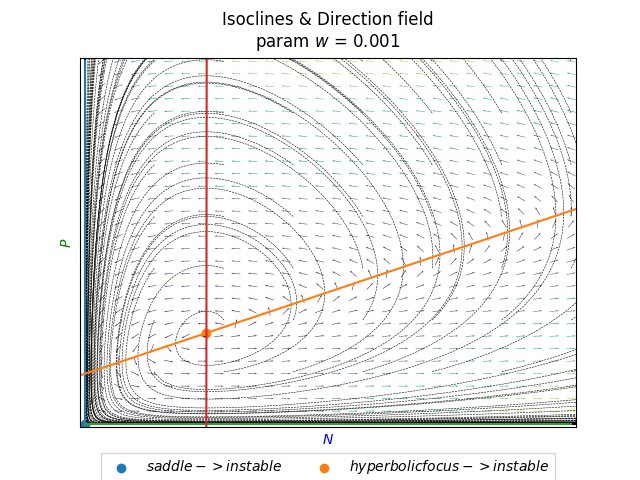 Isoclines & Direction field
param w = 0.001
P
N
saddle−>instable
hyperbolicfocus−>instable